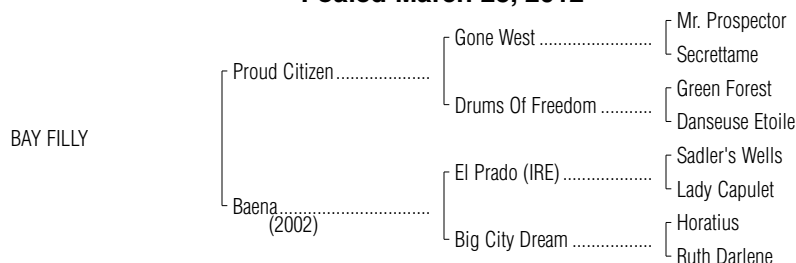 Foaled March 28, 2012
Mr. Prospector
Gone West ......................
Secrettame
Proud Citizen.....................
Green Forest
Drums Of Freedom ...........
Danseuse Etoile
BAY FILLY
Sadler's Wells
El Prado (IRE) ...................
Lady Capulet
Baena..................................
(2002)
Horatius
Big City Dream ..................
Ruth Darlene